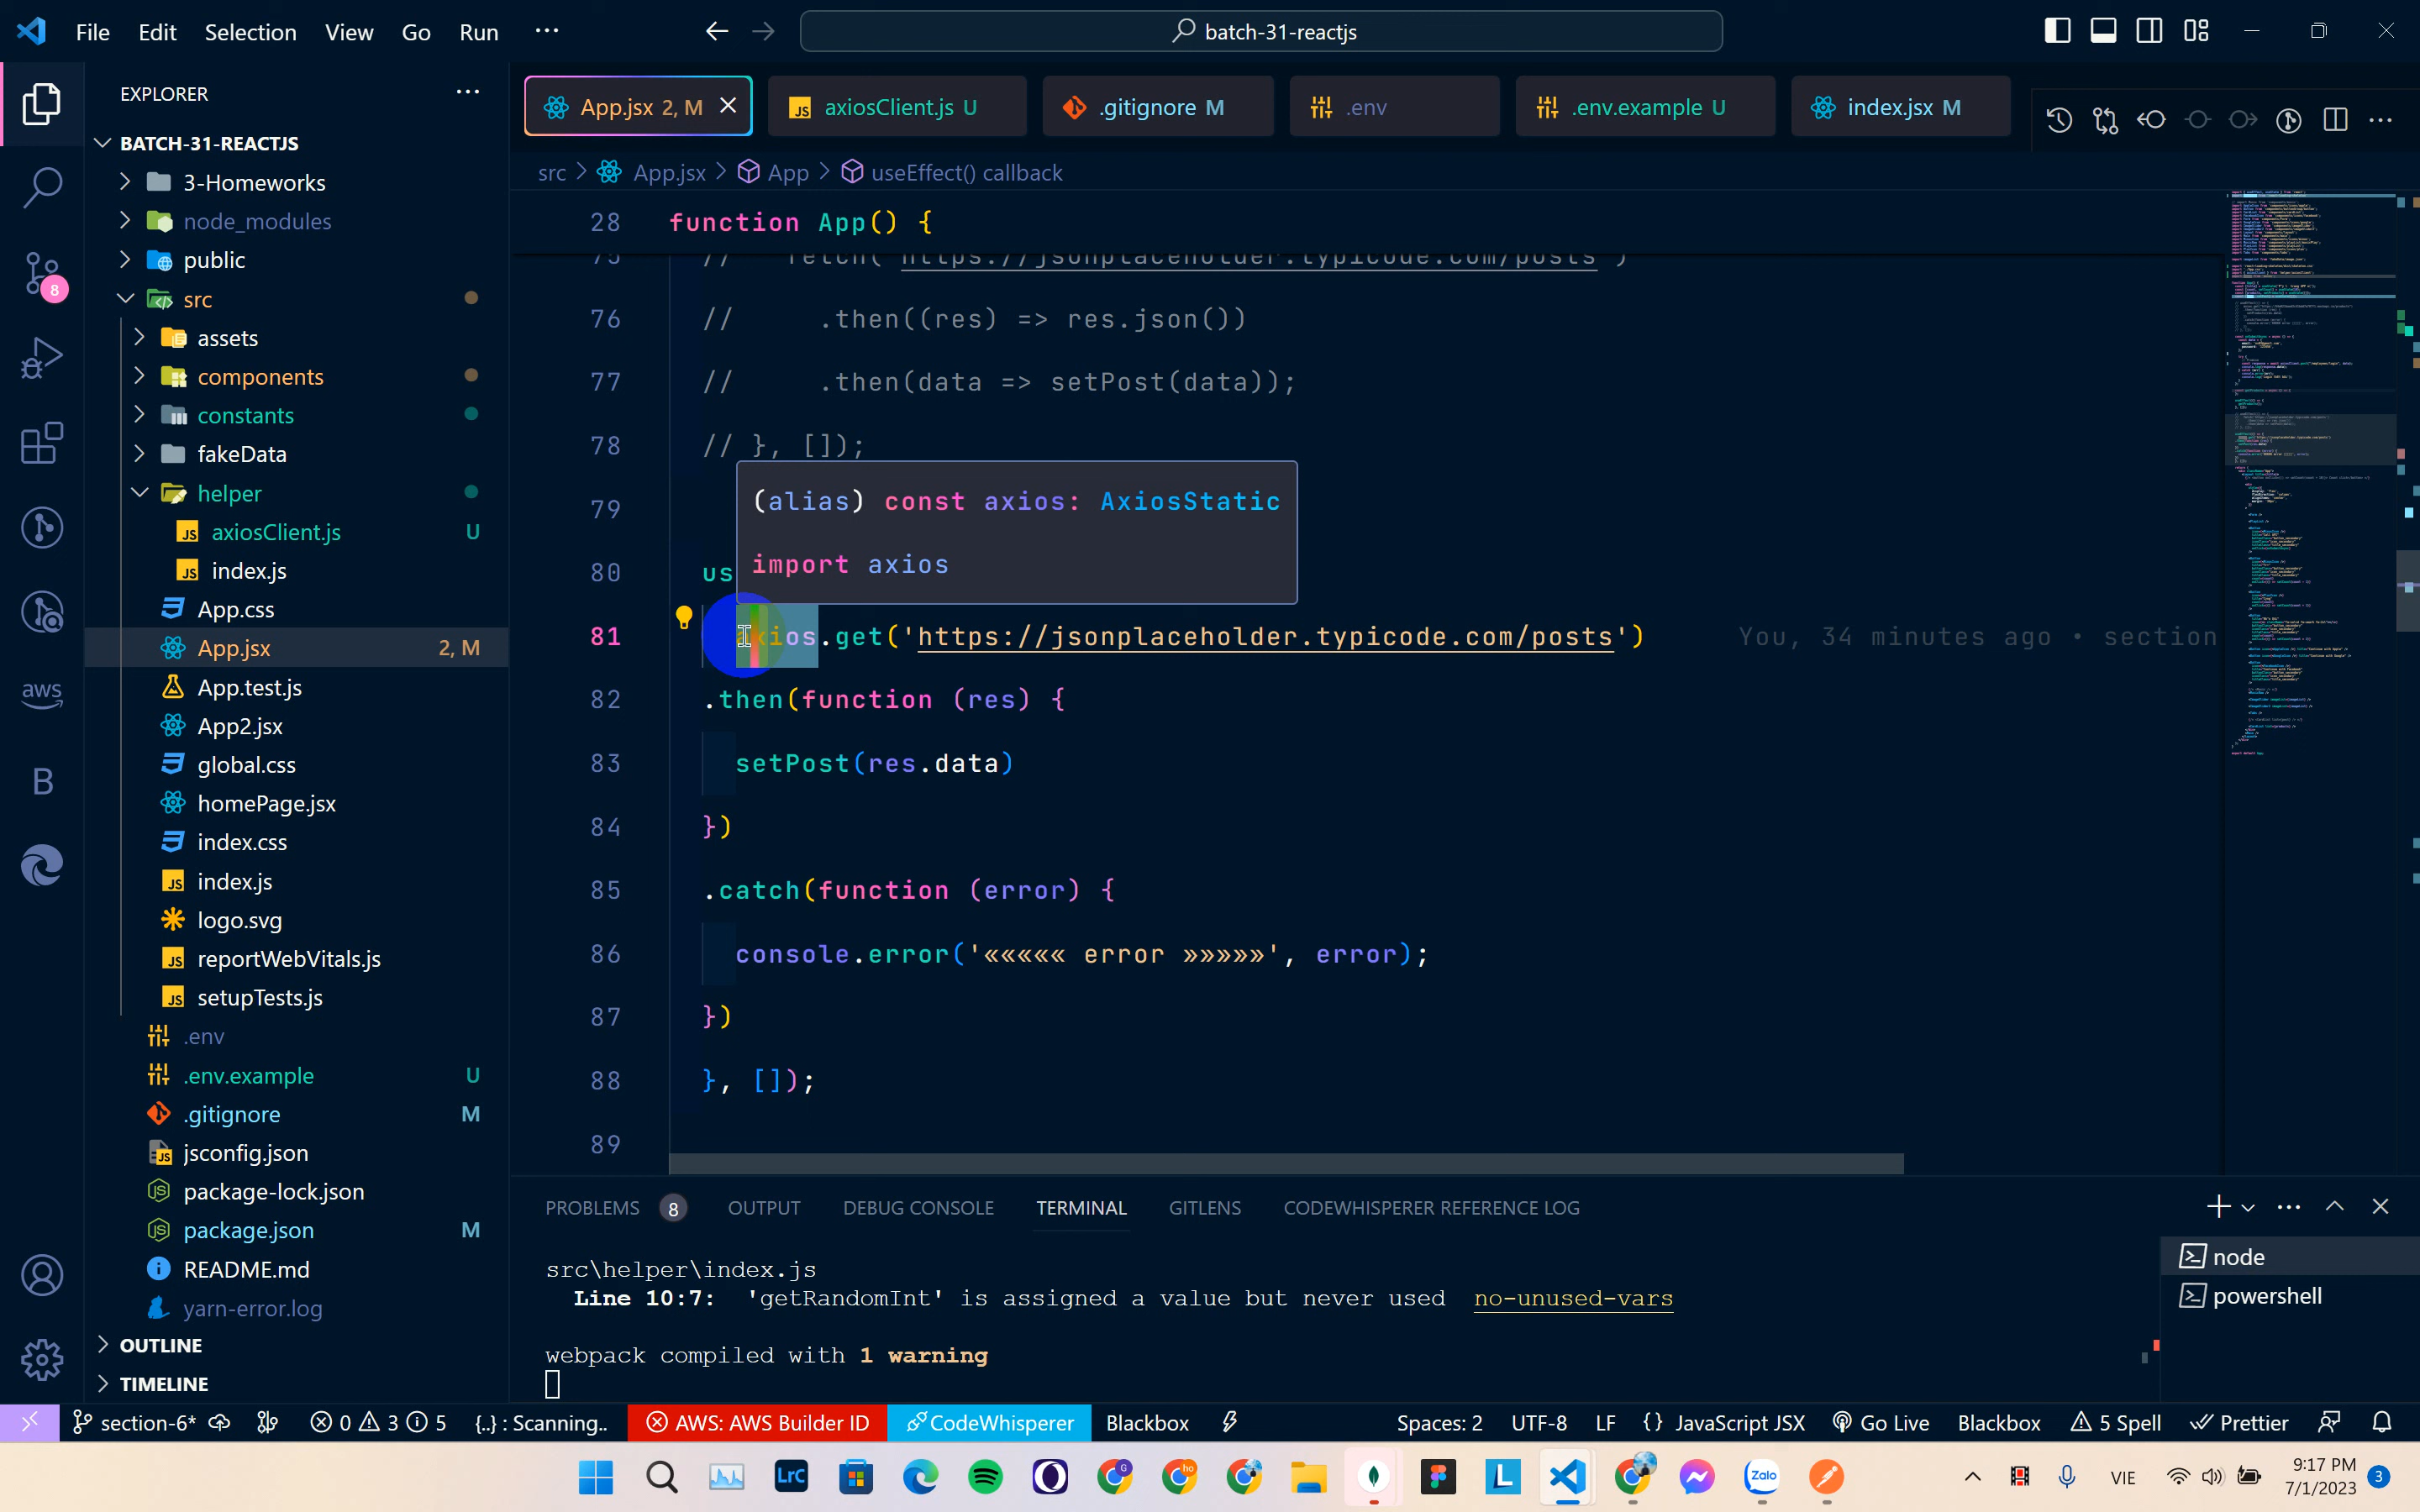 File Edit Selection View Go Run ···
batch-31-reactjs
EXPLORER
App.jsx 2, M
axiosClient.js U
.gitignore M
.env
.env.example U
index.jsx M
BATCH-31-REACTJS
3-Homeworks
node_modules
public
src
assets
components
constants
fakeData
helper
axiosClient.js U
index.js
App.css
App.jsx 2, M
App.test.js
App2.jsx
global.css
homePage.jsx
index.css
index.js
logo.svg
reportWebVitals.js
setupTests.js
.env
.env.example U
.gitignore M
jsconfig.json
package-lock.json
package.json M
README.md
yarn-error.log
OUTLINE
TIMELINE
8
aws
B
src > App.jsx > App > useEffect() callback
28 function App() {
75 // fetch('https://jsonplaceholder.typicode.com/posts')
76 // .then((res) => res.json())
77 // .then(data => setPost(data));
78 // }, []);
79
(alias) const axios: AxiosStatic
import axios
80 us
81 axios.get('https://jsonplaceholder.typicode.com/posts') You, 34 minutes ago • section
82 .then(function (res) {
83 setPost(res.data)
84 })
85 .catch(function (error) {
86 console.error('««««« error »»»»»', error);
87 })
88 }, []);
89
PROBLEMS 8 OUTPUT DEBUG CONSOLE TERMINAL GITLENS CODEWHISPERER REFERENCE LOG
src\helper\index.js
Line 10:7: 'getRandomInt' is assigned a value but never used no-unused-vars
webpack compiled with 1 warning
node
powershell
section-6* 0 3 5 {..} : Scanning.. AWS: AWS Builder ID CodeWhisperer Blackbox Spaces: 2 UTF-8 LF {} JavaScript JSX Go Live Blackbox 5 Spell Prettier
LrC
G
ho
L
Zalo
VIE
9:17 PM
7/1/2023
3